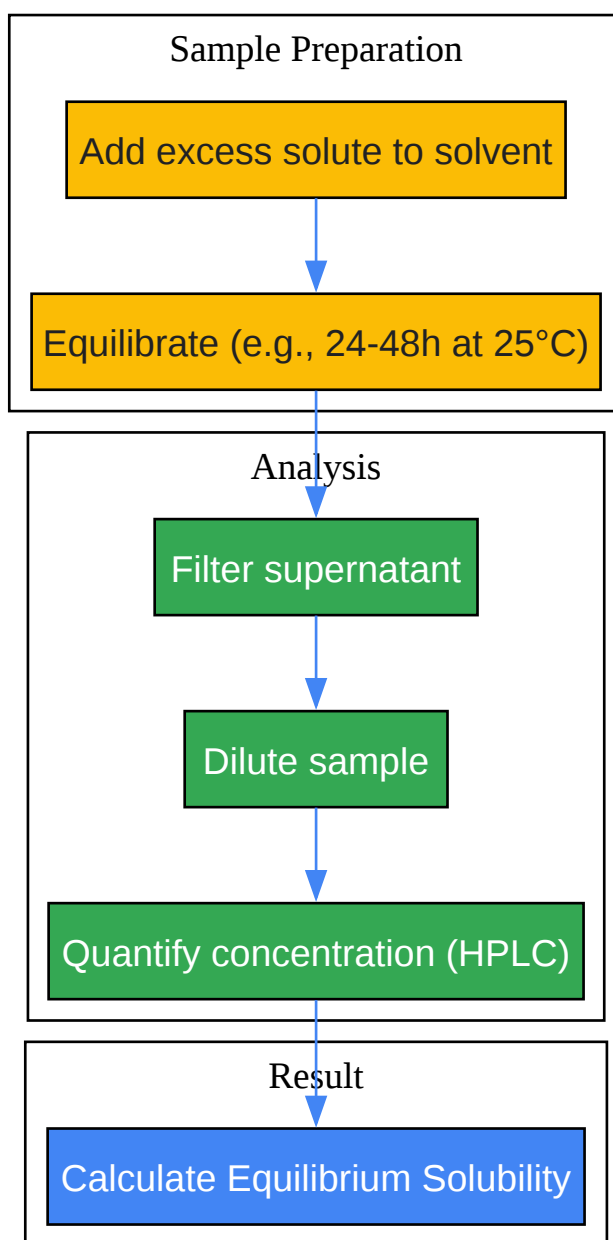 Sample Preparation
Add excess solute to solvent
Equilibrate (e.g., 24-48h at 25°C)
Analysis
Filter supernatant
Dilute sample
Quantify concentration (HPLC)
Result
Calculate Equilibrium Solubility